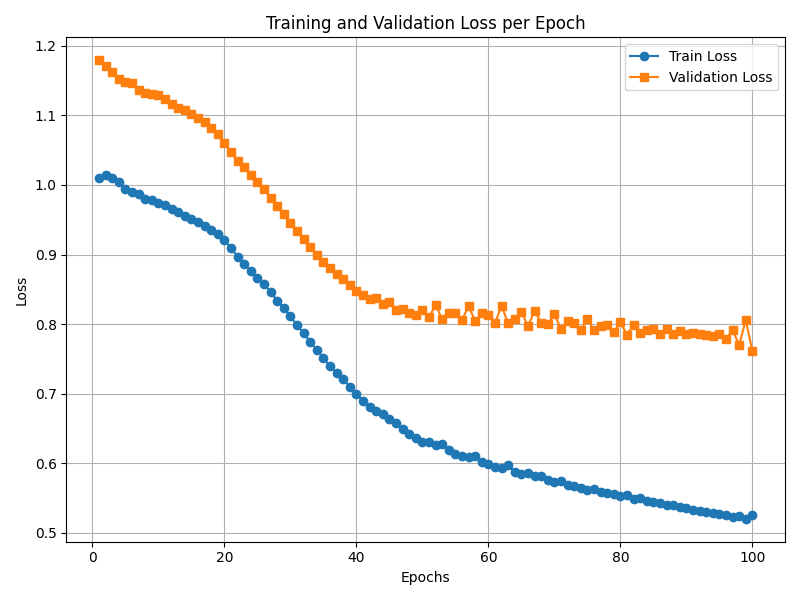 Training and Validation Loss per Epoch
Train Loss
Validation Loss
1.2
1.1
1.0
0.9
0.8
0.7
0.6
0.5
Loss
0 20 40 60 80 100
Epochs